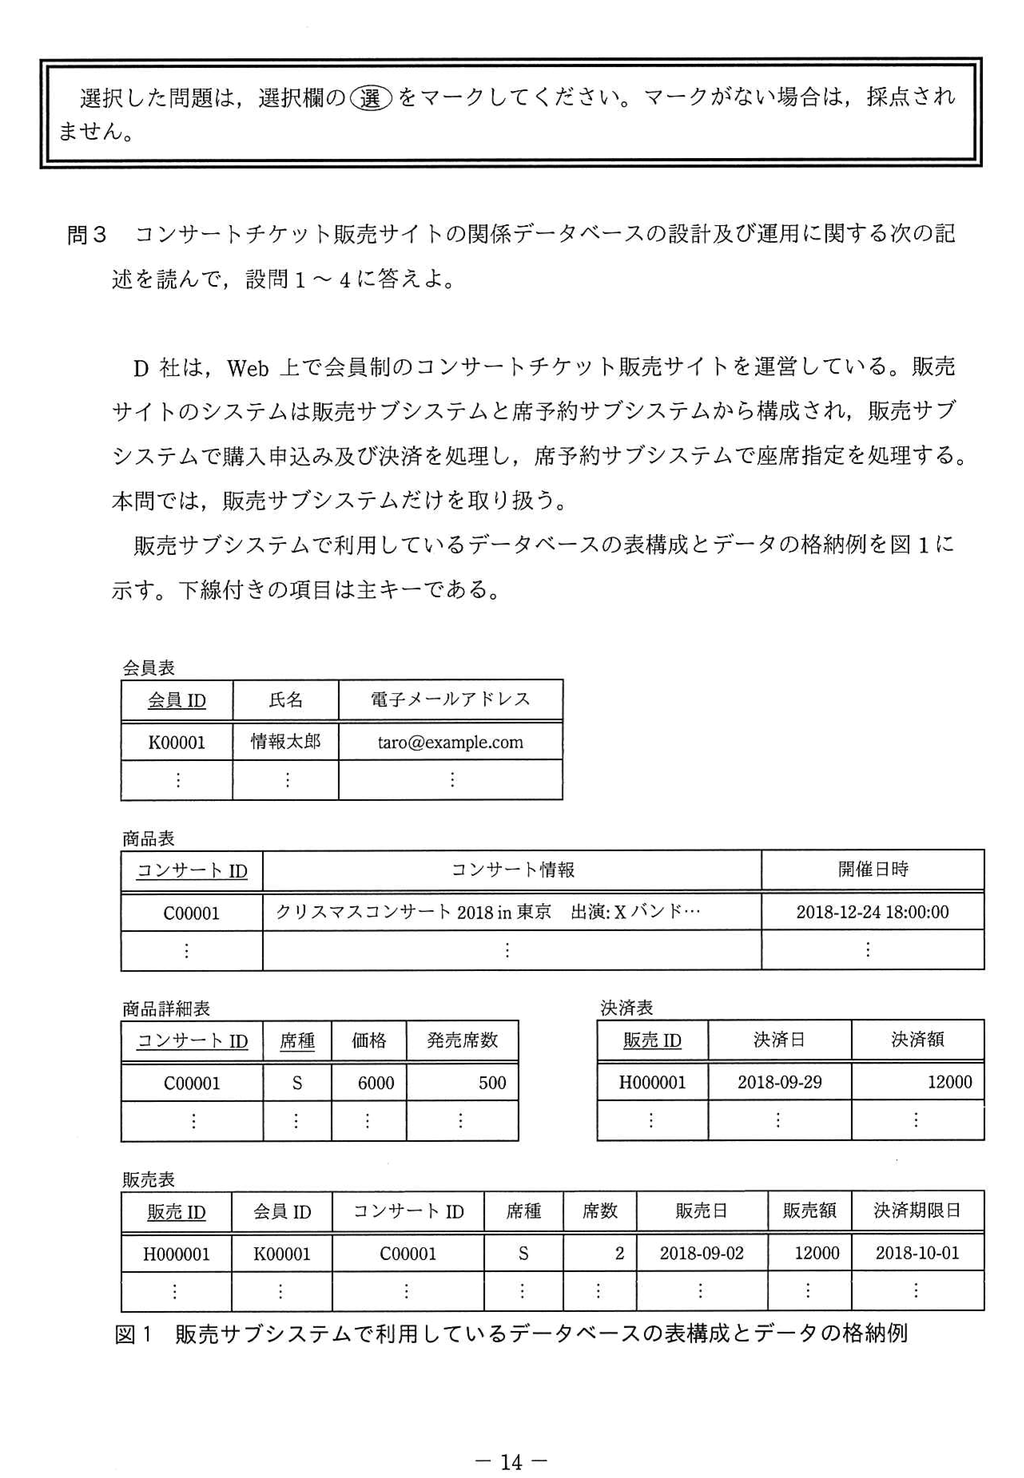 選択した問題は，選択欄の㊟をマークしてください。マークがない場合は，採点され
ません。
問3　コンサートチケット販売サイトの関係データベースの設計及び運用に関する次の記
述を読んで，設問1～4に答えよ。
D 社は，Web 上で会員制のコンサートチケット販売サイトを運営している。販売
サイトのシステムは販売サブシステムと席予約サブシステムから構成され，販売サブ
システムで購入申込み及び決済を処理し，席予約サブシステムで座席指定を処理する。
本問では，販売サブシステムだけを取り扱う。
販売サブシステムで利用しているデータベースの表構成とデータの格納例を図1に
示す。下線付きの項目は主キーである。
会員表
会員 ID　氏名　電子メールアドレス
K00001　情報太郎　taro@example.com
⋮　⋮　⋮
商品表
コンサート ID　コンサート情報　開催日時
C00001　クリスマスコンサート 2018 in 東京　出演: X バンド…　2018-12-24 18:00:00
⋮　⋮　⋮
商品詳細表　決済表
コンサート ID　席種　価格　発売席数　販売 ID　決済日　決済額
C00001　S　6000　500　H000001　2018-09-29　12000
⋮　⋮　⋮　⋮　⋮　⋮　⋮
販売表
販売 ID　会員 ID　コンサート ID　席種　席数　販売日　販売額　決済期限日
H000001　K00001　C00001　S　2　2018-09-02　12000　2018-10-01
⋮　⋮　⋮　⋮　⋮　⋮　⋮　⋮
図1　販売サブシステムで利用しているデータベースの表構成とデータの格納例
－ 14 －